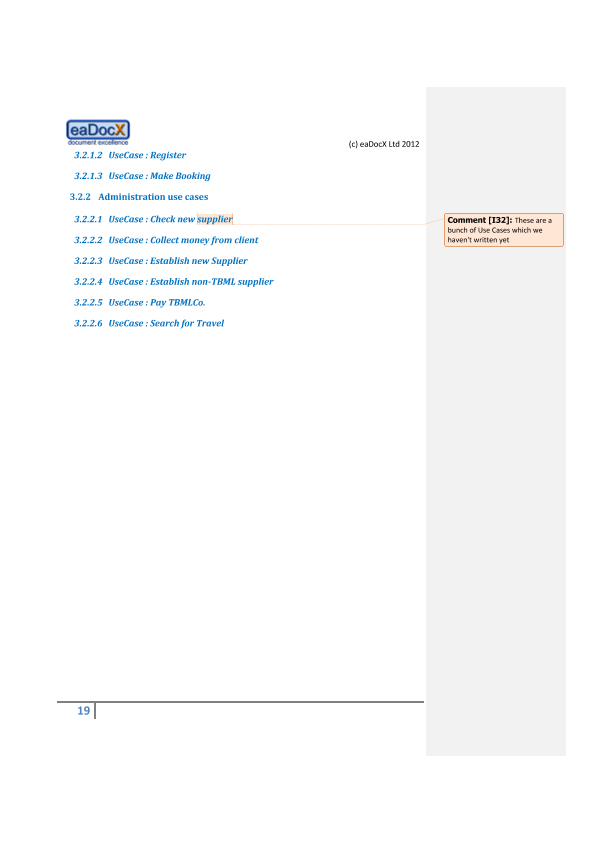 eaDocX
document excellence
(c) eaDocX Ltd 2012
3.2.1.2 UseCase : Register
3.2.1.3 UseCase : Make Booking
3.2.2 Administration use cases
3.2.2.1 UseCase : Check new supplier
Comment [I32]: These are a
bunch of Use Cases which we
haven't written yet
3.2.2.2 UseCase : Collect money from client
3.2.2.3 UseCase : Establish new Supplier
3.2.2.4 UseCase : Establish non-TBML supplier
3.2.2.5 UseCase : Pay TBMLCo.
3.2.2.6 UseCase : Search for Travel
19